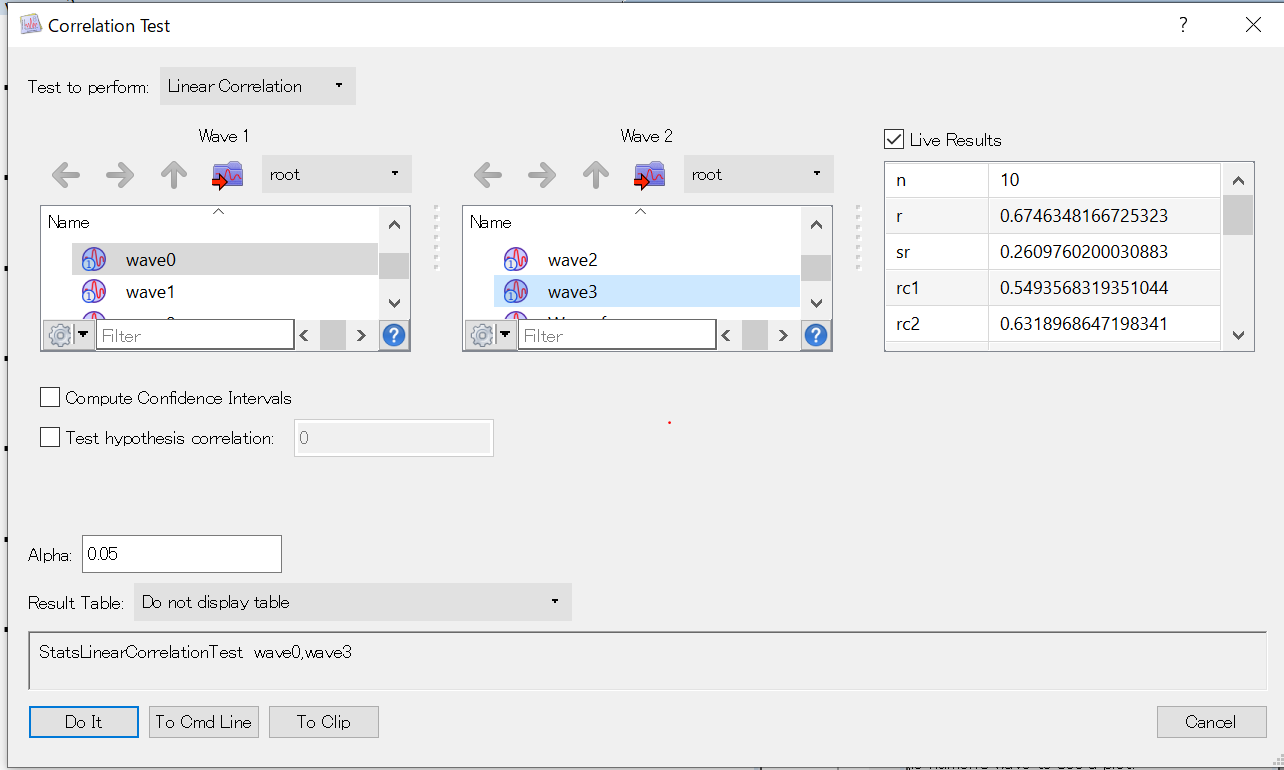 Correlation Test
?
Test to perform: Linear Correlation
Wave 1
Wave 2
Live Results
root
root
n 10
r 0.6746348166725323
sr 0.2609760200030883
rc1 0.5493568319351044
rc2 0.6318968647198341
Name
wave0
wave1
Filter
Name
wave2
wave3
Filter
Compute Confidence Intervals
Test hypothesis correlation: 0
Alpha: 0.05
Result Table: Do not display table
StatsLinearCorrelationTest wave0,wave3
Do It
To Cmd Line
To Clip
Cancel